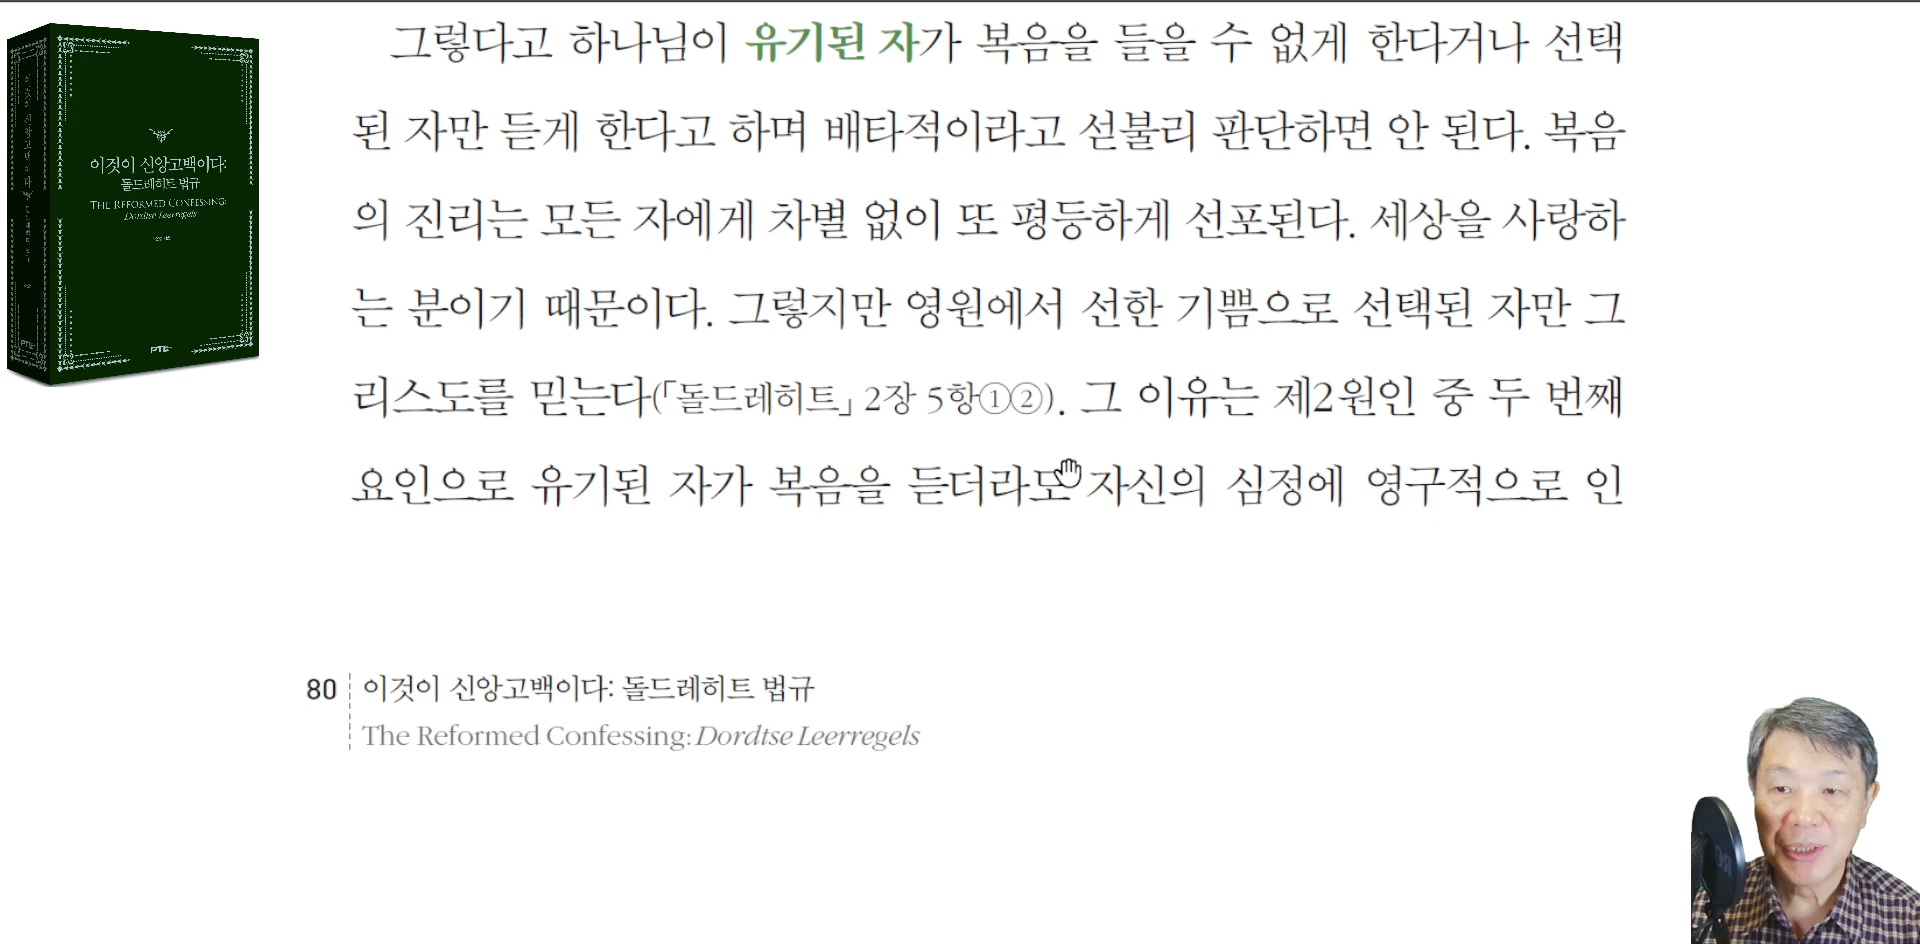 이것이 신앙고백이다:
돌드레히트 법규
THE REFORMED CONFESSING:
Dordtse Leerregels
PTL
그렇다고 하나님이 유기된 자가 복음을 들을 수 없게 한다거나 선택
된 자만 듣게 한다고 하며 배타적이라고 섣불리 판단하면 안 된다. 복음
의 진리는 모든 자에게 차별 없이 또 평등하게 선포된다. 세상을 사랑하
는 분이기 때문이다. 그렇지만 영원에서 선한 기쁨으로 선택된 자만 그
리스도를 믿는다(「돌드레히트」 2장 5항①②). 그 이유는 제2원인 중 두 번째
요인으로 유기된 자가 복음을 듣더라도 자신의 심정에 영구적으로 인
80 이것이 신앙고백이다: 돌드레히트 법규
The Reformed Confessing: Dordtse Leerregels